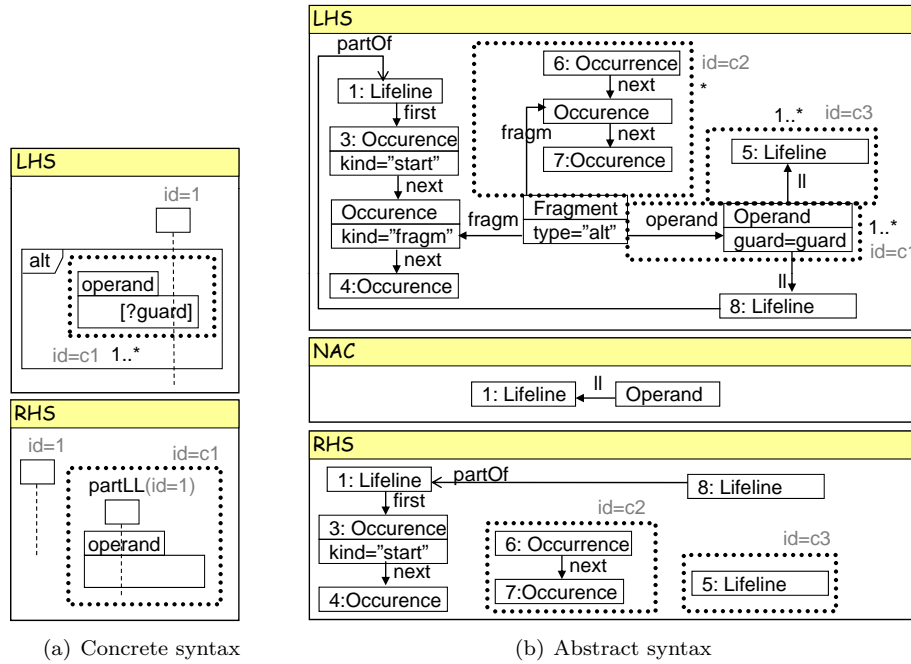 LHS
id=1
alt
operand
[?guard]
id=c1 1..*
RHS
id=1
id=c1
partLL(id=1)
operand
(a) Concrete syntax
LHS
partOf
1: Lifeline
first
3: Occurence
kind="start"
next
Occurence
kind="fragm"
next
4:Occurence
id=c2
*
6: Occurrence
next
Occurence
fragm
next
7:Occurence
fragm
Fragment
type="alt"
operand
1..*
id=c3
5: Lifeline
ll
Operand
guard=guard
1..*
id=c1
ll
8: Lifeline
NAC
1: Lifeline
ll
Operand
RHS
1: Lifeline
partOf
8: Lifeline
first
3: Occurence
kind="start"
next
4:Occurence
id=c2
6: Occurrence
next
7:Occurence
id=c3
5: Lifeline
(b) Abstract syntax